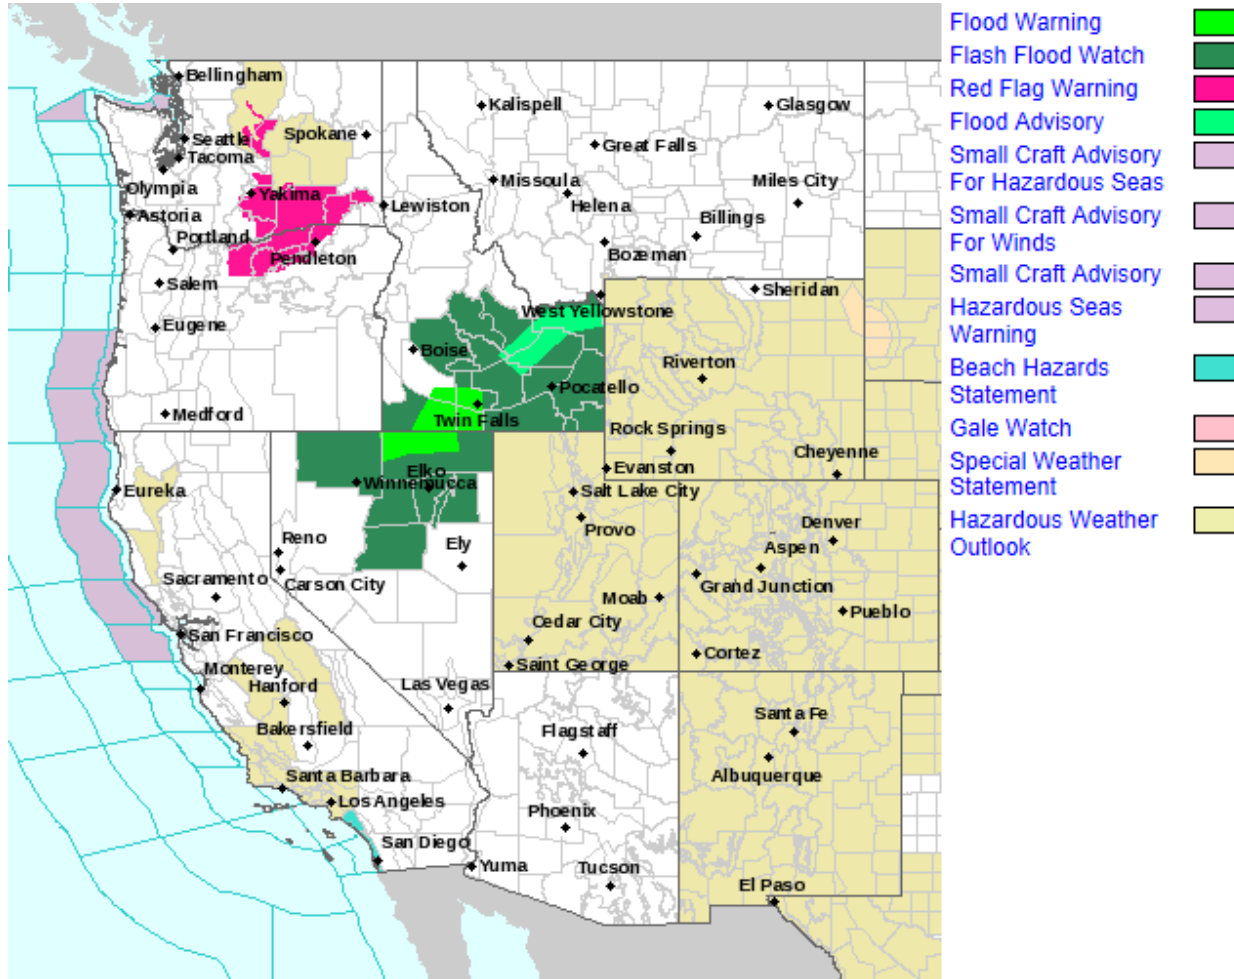 Bellingham
Seattle
Tacoma
Olympia
Astoria
Portland
Salem
Eugene
Medford
Spokane
Yakima
Pendleton
Lewiston
Kalispell
Glasgow
Great Falls
Missoula
Helena
Miles City
Billings
Bozeman
West Yellowstone
Sheridan
Boise
Pocatello
Twin Falls
Riverton
Rock Springs
Cheyenne
Evanston
Eureka
Winnemucca
Elko
Reno
Carson City
Ely
Salt Lake City
Provo
Moab
Cedar City
Saint George
Denver
Aspen
Grand Junction
Pueblo
Cortez
Sacramento
San Francisco
Monterey
Hanford
Bakersfield
Las Vegas
Santa Barbara
Los Angeles
San Diego
Flagstaff
Phoenix
Yuma
Tucson
Santa Fe
Albuquerque
El Paso
Flood Warning
Flash Flood Watch
Red Flag Warning
Flood Advisory
Small Craft Advisory
For Hazardous Seas
Small Craft Advisory
For Winds
Small Craft Advisory
Hazardous Seas
Warning
Beach Hazards
Statement
Gale Watch
Special Weather
Statement
Hazardous Weather
Outlook